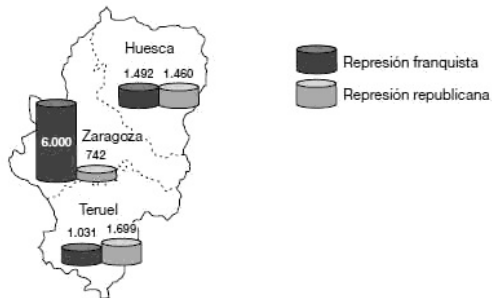 Huesca
1.492 1.460
Represión franquista
Represión republicana
6.000
Zaragoza
742
Teruel
1.031 1.699